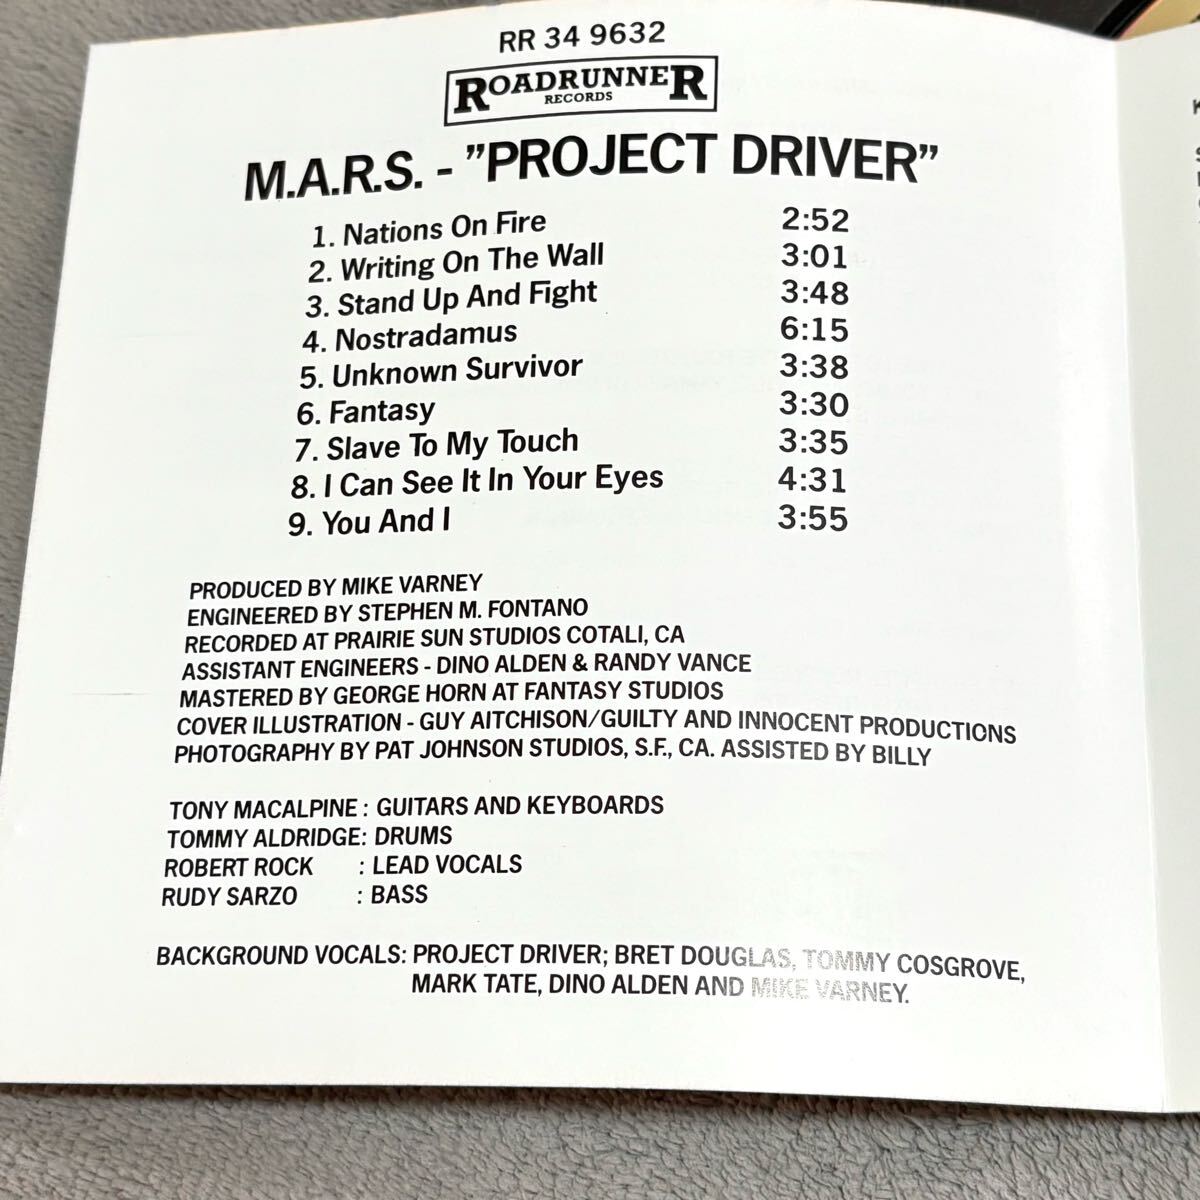 RR 34 9632
ROADRUNNER
RECORDS
M.A.R.S. - ”PROJECT DRIVER”
1. Nations On Fire 2:52
2. Writing On The Wall 3:01
3. Stand Up And Fight 3:48
4. Nostradamus 6:15
5. Unknown Survivor 3:38
6. Fantasy 3:30
7. Slave To My Touch 3:35
8. I Can See It In Your Eyes 4:31
9. You And I 3:55
PRODUCED BY MIKE VARNEY
ENGINEERED BY STEPHEN M. FONTANO
RECORDED AT PRAIRIE SUN STUDIOS COTALI, CA
ASSISTANT ENGINEERS - DINO ALDEN & RANDY VANCE
MASTERED BY GEORGE HORN AT FANTASY STUDIOS
COVER ILLUSTRATION - GUY AITCHISON/GUILTY AND INNOCENT PRODUCTIONS
PHOTOGRAPHY BY PAT JOHNSON STUDIOS, S.F., CA. ASSISTED BY BILLY
TONY MACALPINE : GUITARS AND KEYBOARDS
TOMMY ALDRIDGE: DRUMS
ROBERT ROCK : LEAD VOCALS
RUDY SARZO : BASS
BACKGROUND VOCALS: PROJECT DRIVER; BRET DOUGLAS, TOMMY COSGROVE,
MARK TATE, DINO ALDEN AND MIKE VARNEY.